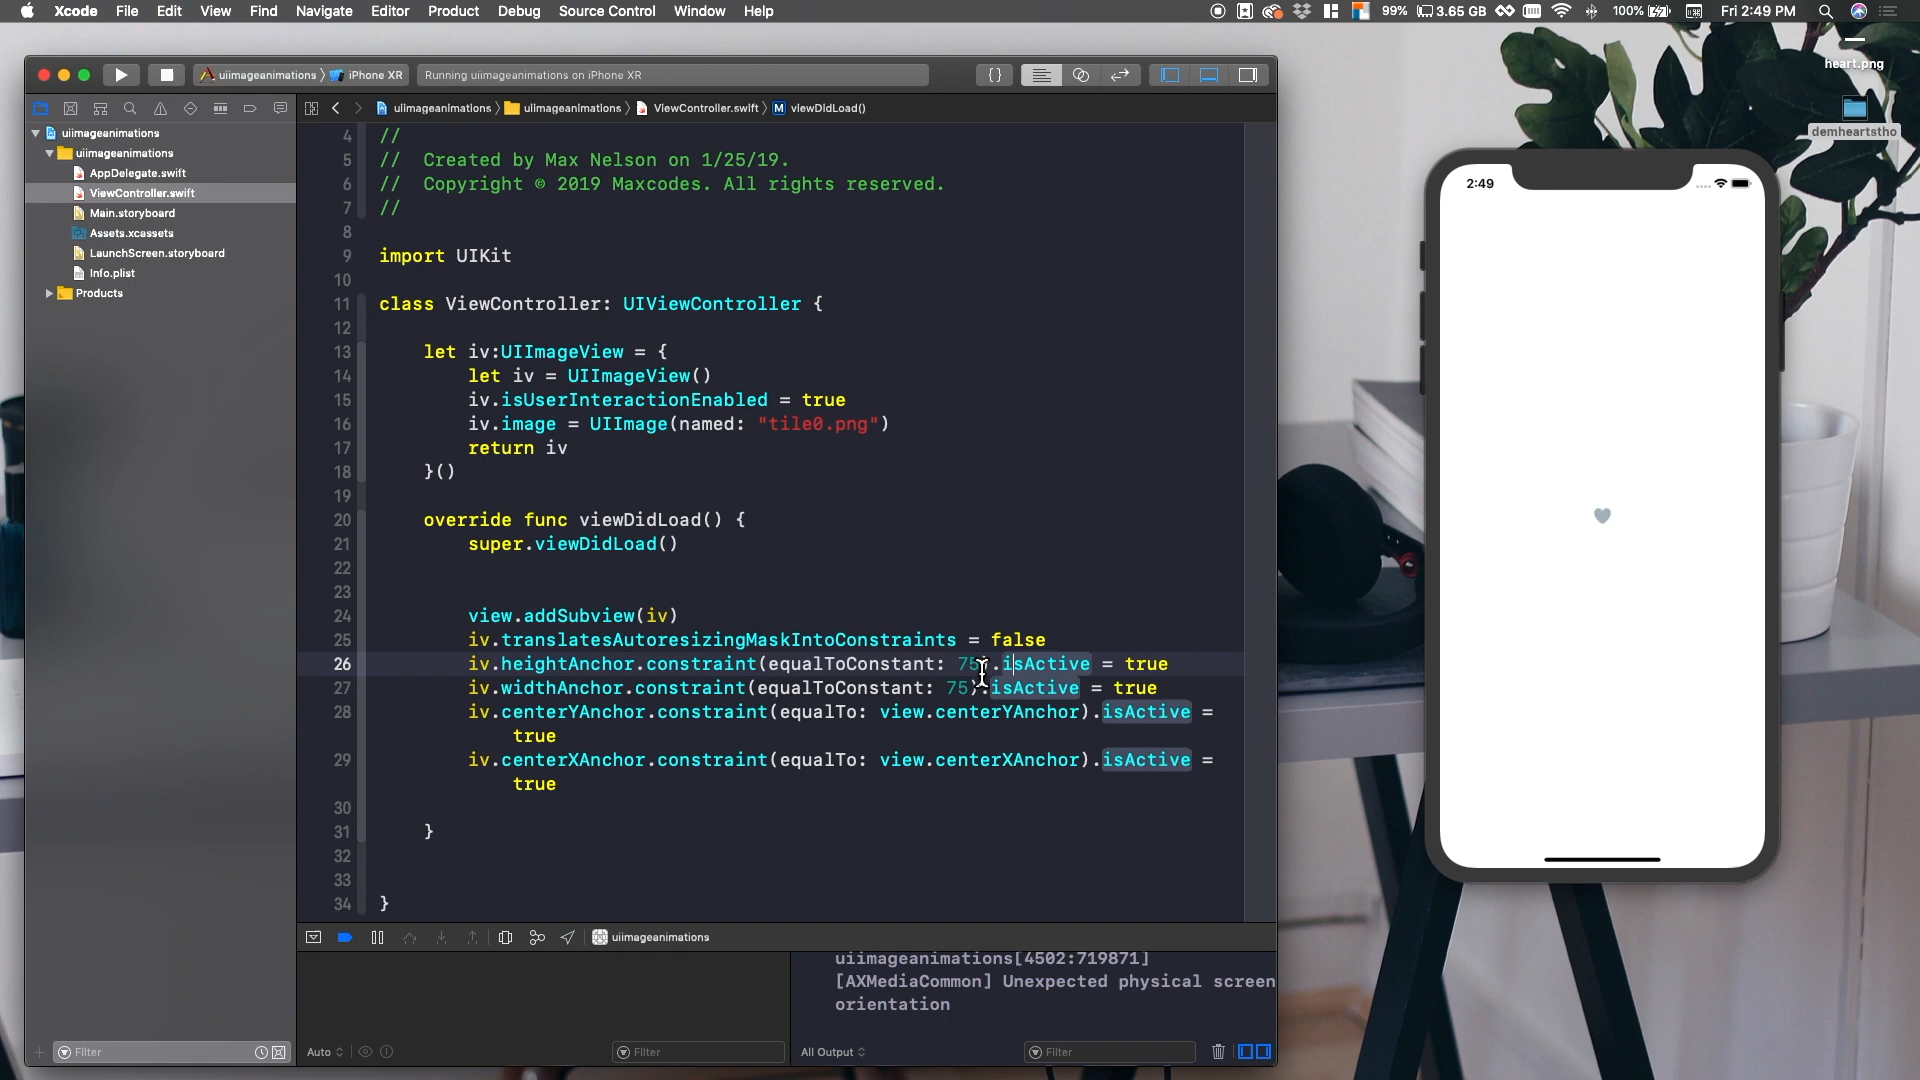 Xcode File Edit View Find Navigate Editor Product Debug Source Control Window Help
99% 3.65 GB 100% Fri 2:49 PM
heart.png
demheartstho
uiimageanimations iPhone XR
Running uiimageanimations on iPhone XR
{}
uiimageanimations uiimageanimations ViewController.swift M viewDidLoad()
uiimageanimations
uiimageanimations
AppDelegate.swift
ViewController.swift
Main.storyboard
Assets.xcassets
LaunchScreen.storyboard
Info.plist
Products
4 //
5 // Created by Max Nelson on 1/25/19.
6 // Copyright © 2019 Maxcodes. All rights reserved.
7 //
8
9 import UIKit
10
11 class ViewController: UIViewController {
12
13 let iv:UIImageView = {
14 let iv = UIImageView()
15 iv.isUserInteractionEnabled = true
16 iv.image = UIImage(named: "tile0.png")
17 return iv
18 }()
19
20 override func viewDidLoad() {
21 super.viewDidLoad()
22
23
24 view.addSubview(iv)
25 iv.translatesAutoresizingMaskIntoConstraints = false
26 iv.heightAnchor.constraint(equalToConstant: 75).isActive = true
27 iv.widthAnchor.constraint(equalToConstant: 75).isActive = true
28 iv.centerYAnchor.constraint(equalTo: view.centerYAnchor).isActive =
true
29 iv.centerXAnchor.constraint(equalTo: view.centerXAnchor).isActive =
true
30
31 }
32
33
34 }
uiimageanimations
uiimageanimations[4502:719871]
[AXMediaCommon] Unexpected physical screen
orientation
Filter
Auto
Filter
All Output
Filter
2:49